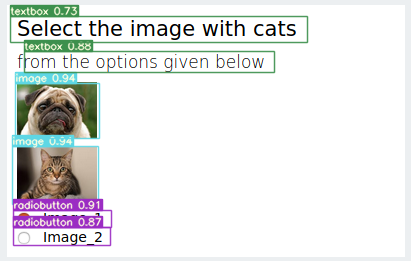 textbox 0.73
Select the image with cats
textbox 0.88
from the options given below
image 0.94
image 0.94
radiobutton 0.91
Image_1
radiobutton 0.87
Image_2